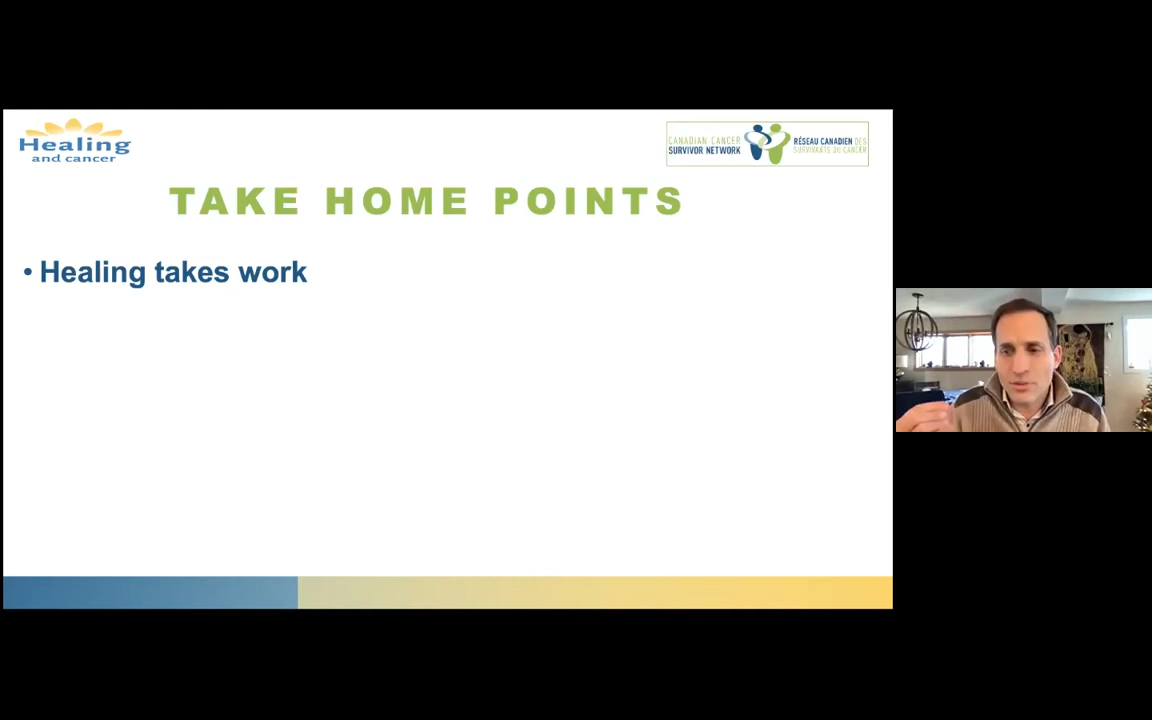 Healing
and cancer
CANADIAN CANCER
SURVIVOR NETWORK
RÉSEAU CANADIEN DES
SURVIVANTS DU CANCER
TAKE HOME POINTS
• Healing takes work